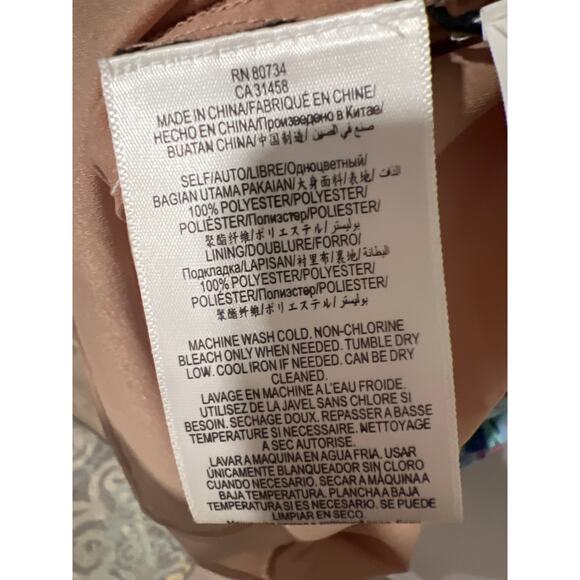 RN 80734
CA 31458
MADE IN CHINA/FABRIQUÉ EN CHINE/
HECHO EN CHINA/Произведено в Китае/
BUATAN CHINA/中国制造/ صنع في الصين
SELF/AUTO/LIBRE/Одноцветный/
BAGIAN UTAMA PAKAIAN/大身面料/表地/
100% POLYESTER/POLYESTER/
POLIÉSTER/Полиэстер/POLIESTER/
聚酯纤维/ポリエステル/ بوليستر
LINING/DOUBLURE/FORRO/
Подкладка/LAPISAN/衬里布/裏地/ البطانة
100% POLYESTER/POLYESTER/
POLIÉSTER/Полиэстер/POLIESTER/
聚酯纤维/ポリエステル/ بوليستر
MACHINE WASH COLD, NON-CHLORINE
BLEACH ONLY WHEN NEEDED. TUMBLE DRY
LOW. COOL IRON IF NEEDED. CAN BE DRY
CLEANED.
LAVAGE EN MACHINE À L'EAU FROIDE.
UTILISEZ DE LA JAVEL SANS CHLORE SI
BESOIN. SECHAGE DOUX. REPASSER A BASSE
TEMPERATURE SI NECESSAIRE. NETTOYAGE
A SEC AUTORISE.
LAVAR A MAQUINA EN AGUA FRIA. USAR
ÚNICAMENTE BLANQUEADOR SIN CLORO
CUANDO NECESARIO. SECAR A MÁQUINA A
BAJA TEMPERATURA. PLANCHA A BAJA
TEMPERATURA SI ES NECESARIO. SE PUEDE
LIMPIAR EN SECO.